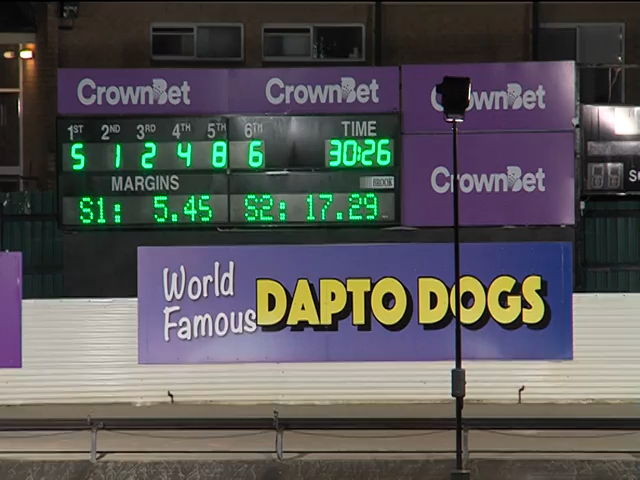 CrownBet CrownBet CrownBet
1ST 2ND 3RD 4TH 5TH 6TH TIME
5 1 2 4 8 6 30:26
MARGINS
S1: 5.45 S2: 17.29
CrownBet
World Famous DAPTO DOGS